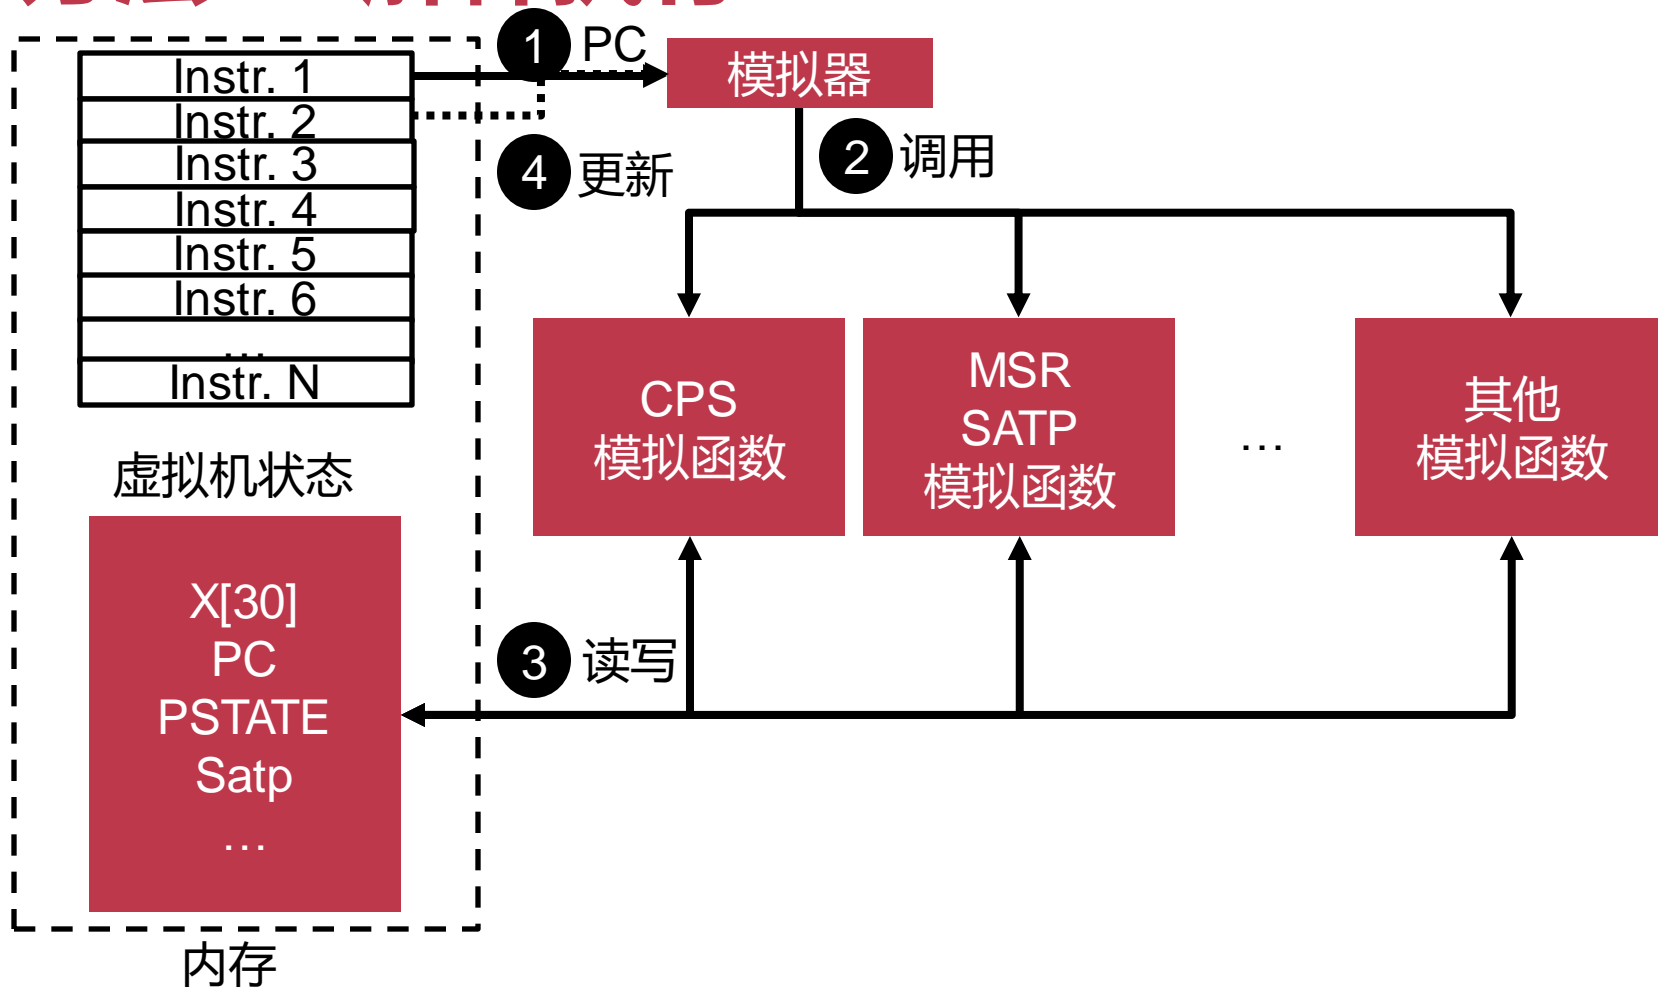 1 PC
模拟器
Instr. 1
Instr. 2
Instr. 3
Instr. 4
Instr. 5
Instr. 6
...
Instr. N
4 更新
2 调用
CPS
模拟函数
MSR
SATP
模拟函数
...
其他
模拟函数
虚拟机状态
X[30]
PC
PSTATE
Satp
...
3 读写
内存